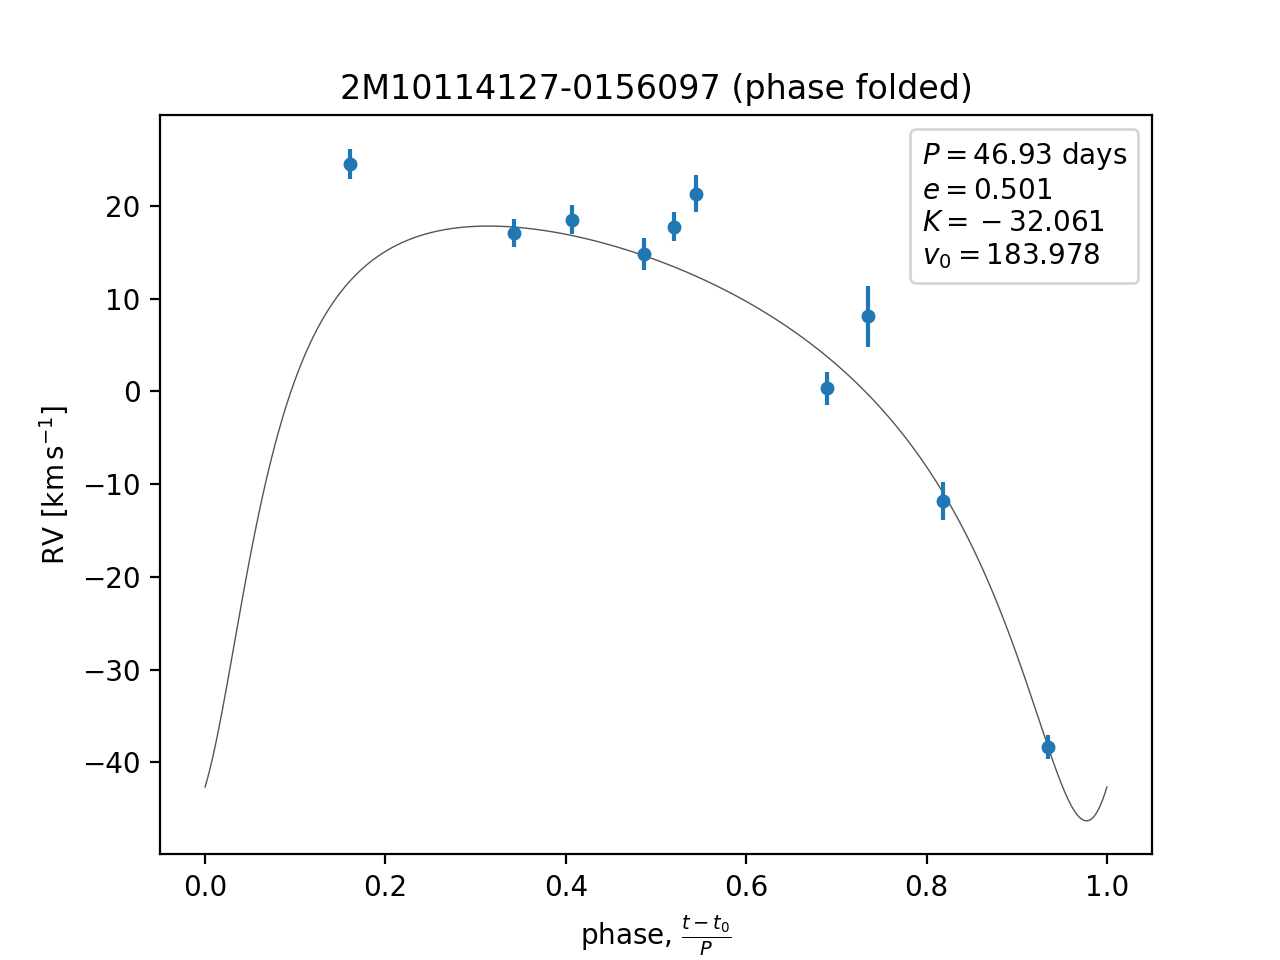 2M10114127-0156097 (phase folded)
P = 46.93 days
e = 0.501
K = −32.061
v₀ = 183.978
20
10
0
−10
−20
−30
−40
RV [km s⁻¹]
0.0 0.2 0.4 0.6 0.8 1.0
phase, (t − t₀)/P